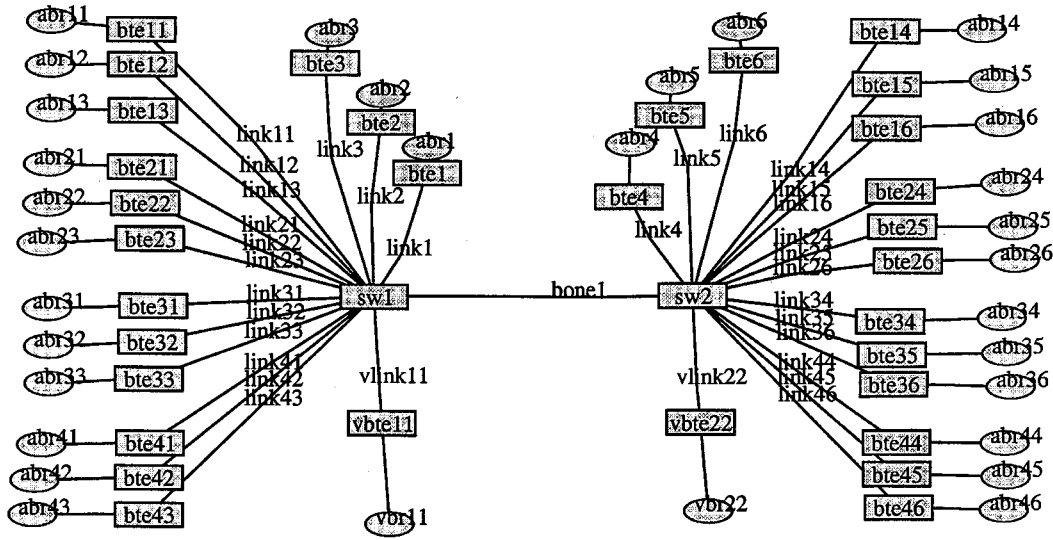 abr11 bte11 abr3 abr6 bte14 abr14
abr12 bte12 bte3 bte6
abr2 abr5 abr15
abr13 bte13 bte2 bte5 bte15
link11 link3 abr1 abr4 link6 bte16 abr16
abr21 bte21 link12 bte1 link5 link14
link13 link2 bte4 link15 bte24 abr24
abr22 bte22 link21 link16
link22 link1 link4 link24 bte25 abr25
abr23 bte23 link23 link25
link26 bte26 abr26
abr31 bte31 link31 sw1 bone1 sw2 link34
link32 link35 bte34 abr34
abr32 bte32 link33 link36
link41 link44 bte35 abr35
abr33 bte33 link42 vlink11 vlink22 link45 bte36 abr36
link43 link46
vbte11 vbte22
abr41 bte41 bte44 abr44
abr42 bte42 bte45 abr45
abr43 bte43 vbr11 vbr22 bte46 abr46